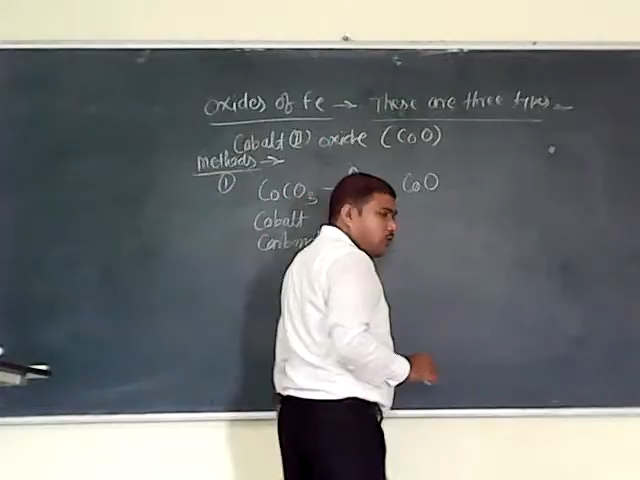 Oxides of Fe → These are three types
Cobalt (II) oxide (CoO)
Methods →
① CoCO3 CoO
Cobalt